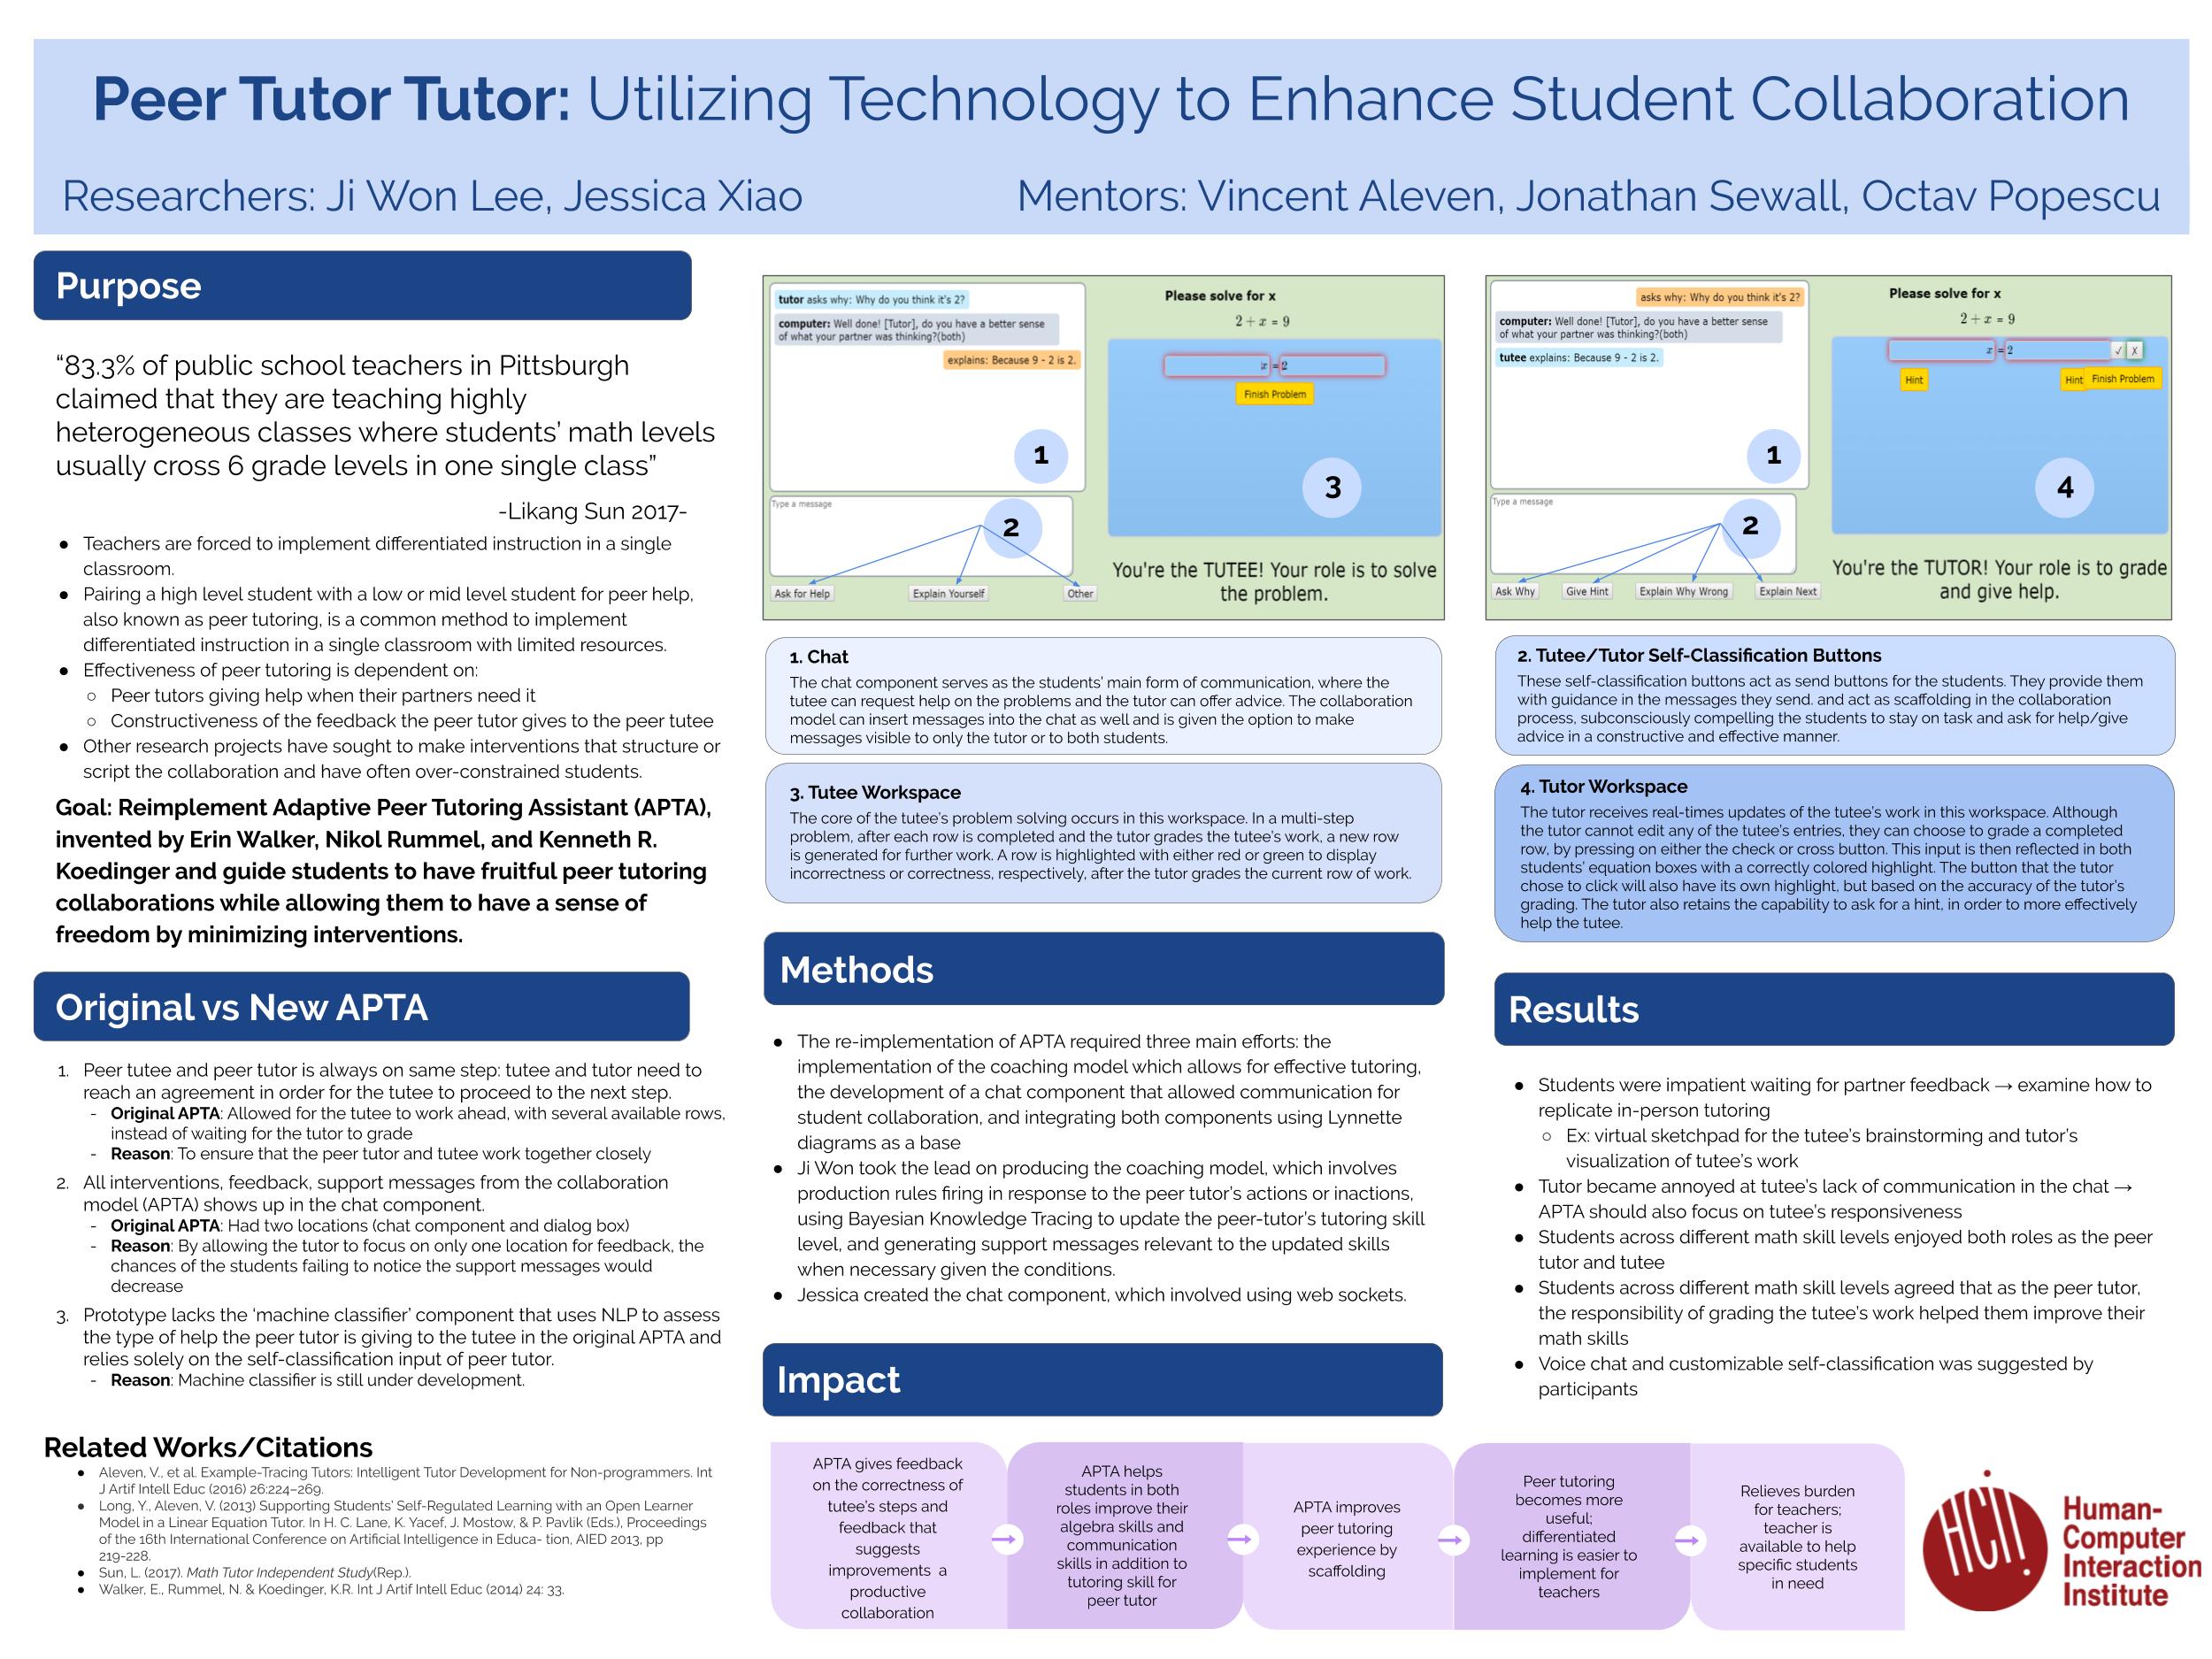 Peer Tutor Tutor: Utilizing Technology to Enhance Student Collaboration
Researchers: Ji Won Lee, Jessica Xiao
Mentors: Vincent Aleven, Jonathan Sewall, Octav Popescu
Purpose
“83.3% of public school teachers in Pittsburgh
claimed that they are teaching highly
heterogeneous classes where students’ math levels
usually cross 6 grade levels in one single class”
-Likang Sun 2017-
● Teachers are forced to implement differentiated instruction in a single
classroom.
● Pairing a high level student with a low or mid level student for peer help,
also known as peer tutoring, is a common method to implement
differentiated instruction in a single classroom with limited resources.
● Effectiveness of peer tutoring is dependent on:
○ Peer tutors giving help when their partners need it
○ Constructiveness of the feedback the peer tutor gives to the peer tutee
● Other research projects have sought to make interventions that structure or
script the collaboration and have often over-constrained students.
Goal: Reimplement Adaptive Peer Tutoring Assistant (APTA),
invented by Erin Walker, Nikol Rummel, and Kenneth R.
Koedinger and guide students to have fruitful peer tutoring
collaborations while allowing them to have a sense of
freedom by minimizing interventions.
Original vs New APTA
1. Peer tutee and peer tutor is always on same step: tutee and tutor need to
reach an agreement in order for the tutee to proceed to the next step.
- Original APTA: Allowed for the tutee to work ahead, with several available rows,
instead of waiting for the tutor to grade
- Reason: To ensure that the peer tutor and tutee work together closely
2. All interventions, feedback, support messages from the collaboration
model (APTA) shows up in the chat component.
- Original APTA: Had two locations (chat component and dialog box)
- Reason: By allowing the tutor to focus on only one location for feedback, the
chances of the students failing to notice the support messages would
decrease
3. Prototype lacks the ‘machine classifier’ component that uses NLP to assess
the type of help the peer tutor is giving to the tutee in the original APTA and
relies solely on the self-classification input of peer tutor.
- Reason: Machine classifier is still under development.
Related Works/Citations
● Aleven, V., et al. Example-Tracing Tutors: Intelligent Tutor Development for Non-programmers. Int
J Artif Intell Educ (2016) 26:224–269.
● Long, Y., Aleven, V. (2013) Supporting Students’ Self-Regulated Learning with an Open Learner
Model in a Linear Equation Tutor. In H. C. Lane, K. Yacef, J. Mostow, & P. Pavlik (Eds.), Proceedings
of the 16th International Conference on Artificial Intelligence in Educa- tion, AIED 2013, pp
219-228.
● Sun, L. (2017). Math Tutor Independent Study(Rep.).
● Walker, E., Rummel, N. & Koedinger, K.R. Int J Artif Intell Educ (2014) 24: 33.
tutor asks why: Why do you think it's 2?
computer: Well done! [Tutor], do you have a better sense
of what your partner was thinking?(both)
explains: Because 9 - 2 is 2.
1
Type a message
2
Ask for Help
Explain Yourself
Other
Please solve for x
2 + x = 9
x = 2
Finish Problem
3
You're the TUTEE! Your role is to solve
the problem.
asks why: Why do you think it's 2?
computer: Well done! [Tutor], do you have a better sense
of what your partner was thinking?(both)
tutee explains: Because 9 - 2 is 2.
1
Type a message
2
Ask Why
Give Hint
Explain Why Wrong
Explain Next
Please solve for x
2 + x = 9
x = 2 ✓ X
Hint
Hint
Finish Problem
4
You're the TUTOR! Your role is to grade
and give help.
1. Chat
The chat component serves as the students’ main form of communication, where the
tutee can request help on the problems and the tutor can offer advice. The collaboration
model can insert messages into the chat as well and is given the option to make
messages visible to only the tutor or to both students.
2. Tutee/Tutor Self-Classification Buttons
These self-classification buttons act as send buttons for the students. They provide them
with guidance in the messages they send. and act as scaffolding in the collaboration
process, subconsciously compelling the students to stay on task and ask for help/give
advice in a constructive and effective manner.
3. Tutee Workspace
The core of the tutee’s problem solving occurs in this workspace. In a multi-step
problem, after each row is completed and the tutor grades the tutee’s work, a new row
is generated for further work. A row is highlighted with either red or green to display
incorrectness or correctness, respectively, after the tutor grades the current row of work.
4. Tutor Workspace
The tutor receives real-times updates of the tutee’s work in this workspace. Although
the tutor cannot edit any of the tutee’s entries, they can choose to grade a completed
row, by pressing on either the check or cross button. This input is then reflected in both
students’ equation boxes with a correctly colored highlight. The button that the tutor
chose to click will also have its own highlight, but based on the accuracy of the tutor’s
grading. The tutor also retains the capability to ask for a hint, in order to more effectively
help the tutee.
Methods
● The re-implementation of APTA required three main efforts: the
implementation of the coaching model which allows for effective tutoring,
the development of a chat component that allowed communication for
student collaboration, and integrating both components using Lynnette
diagrams as a base
● Ji Won took the lead on producing the coaching model, which involves
production rules firing in response to the peer tutor’s actions or inactions,
using Bayesian Knowledge Tracing to update the peer-tutor’s tutoring skill
level, and generating support messages relevant to the updated skills
when necessary given the conditions.
● Jessica created the chat component, which involved using web sockets.
Results
● Students were impatient waiting for partner feedback → examine how to
replicate in-person tutoring
○ Ex: virtual sketchpad for the tutee’s brainstorming and tutor’s
visualization of tutee’s work
● Tutor became annoyed at tutee’s lack of communication in the chat →
APTA should also focus on tutee’s responsiveness
● Students across different math skill levels enjoyed both roles as the peer
tutor and tutee
● Students across different math skill levels agreed that as the peer tutor,
the responsibility of grading the tutee’s work helped them improve their
math skills
● Voice chat and customizable self-classification was suggested by
participants
Impact
APTA gives feedback
on the correctness of
tutee’s steps and
feedback that
suggests
improvements a
productive
collaboration
→
APTA helps
students in both
roles improve their
algebra skills and
communication
skills in addition to
tutoring skill for
peer tutor
→
APTA improves
peer tutoring
experience by
scaffolding
→
Peer tutoring
becomes more
useful;
differentiated
learning is easier to
implement for
teachers
→
Relieves burden
for teachers;
teacher is
available to help
specific students
in need
HCII
Human-
Computer
Interaction
Institute